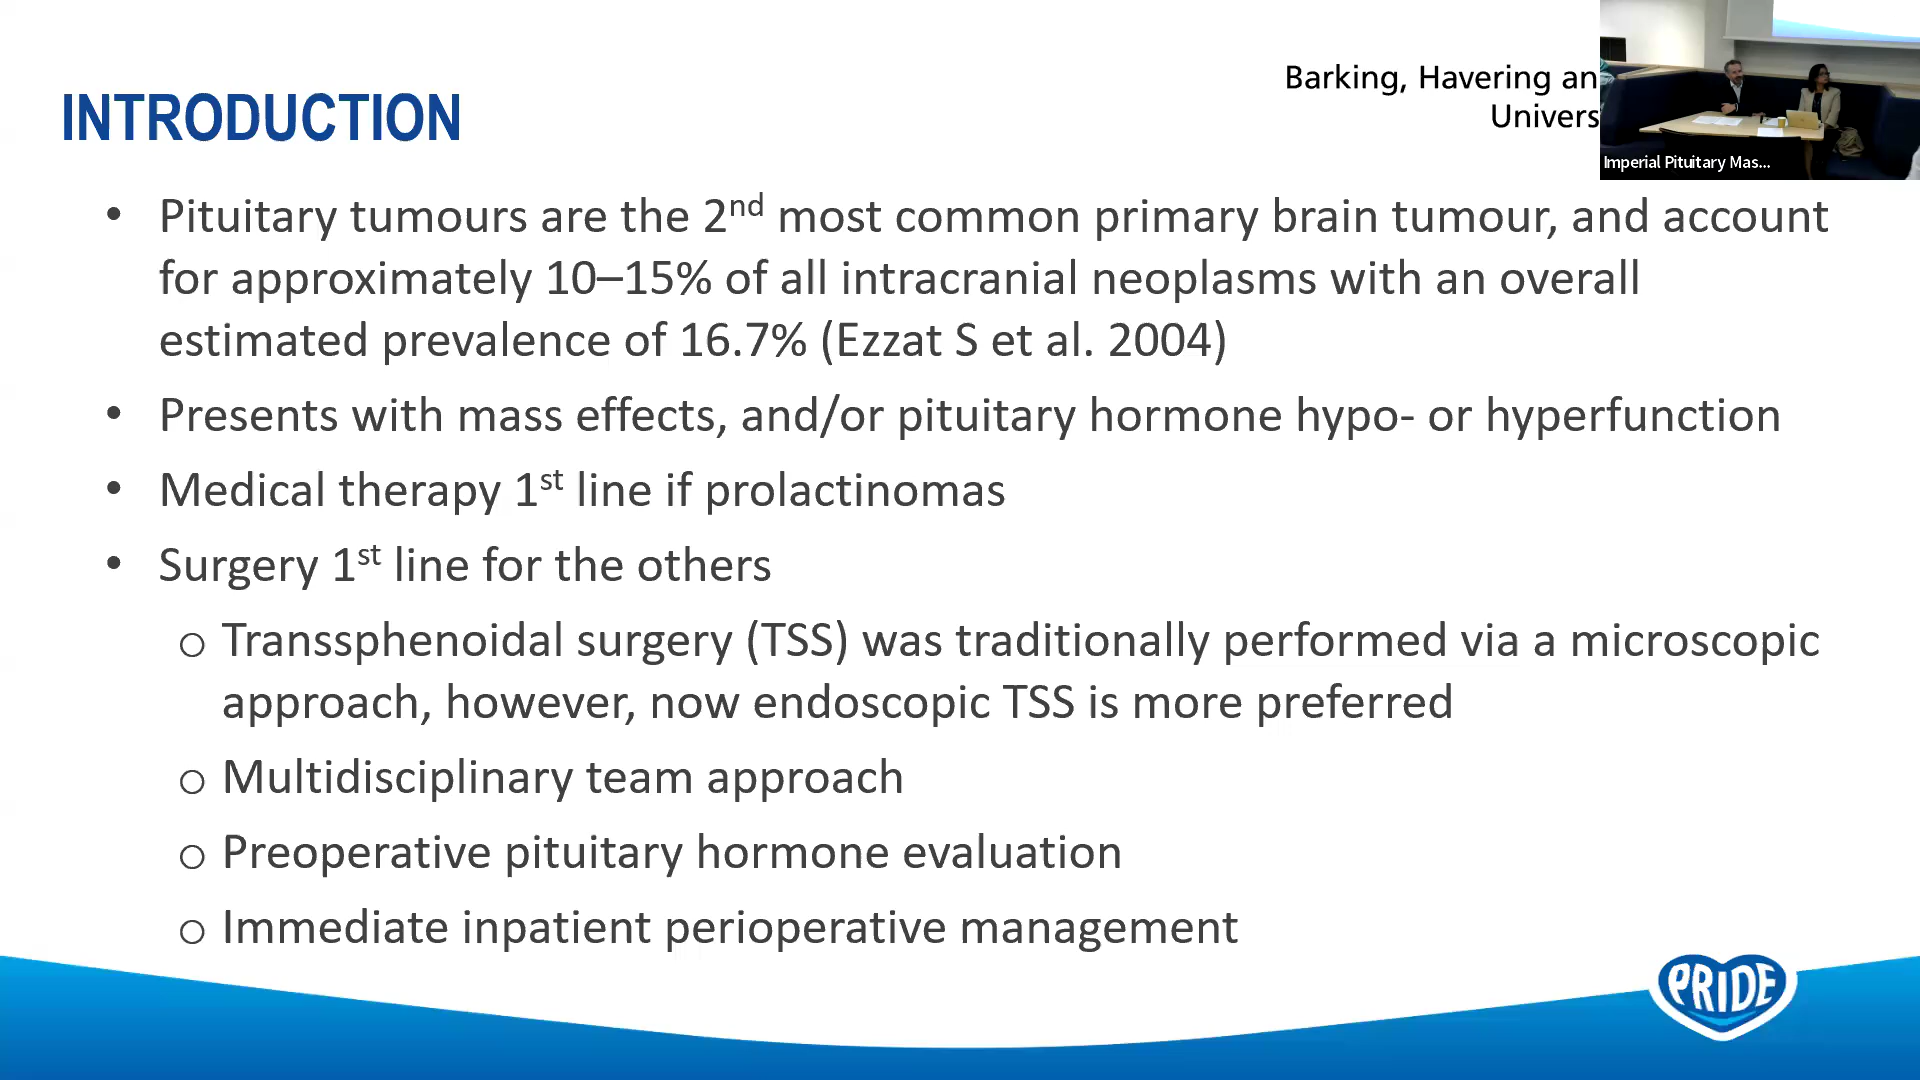 Barking, Havering an
Univers
INTRODUCTION
Imperial Pituitary Mas...
• Pituitary tumours are the 2nd most common primary brain tumour, and account
for approximately 10–15% of all intracranial neoplasms with an overall
estimated prevalence of 16.7% (Ezzat S et al. 2004)
• Presents with mass effects, and/or pituitary hormone hypo- or hyperfunction
• Medical therapy 1st line if prolactinomas
• Surgery 1st line for the others
o Transsphenoidal surgery (TSS) was traditionally performed via a microscopic
approach, however, now endoscopic TSS is more preferred
o Multidisciplinary team approach
o Preoperative pituitary hormone evaluation
o Immediate inpatient perioperative management
PRIDE